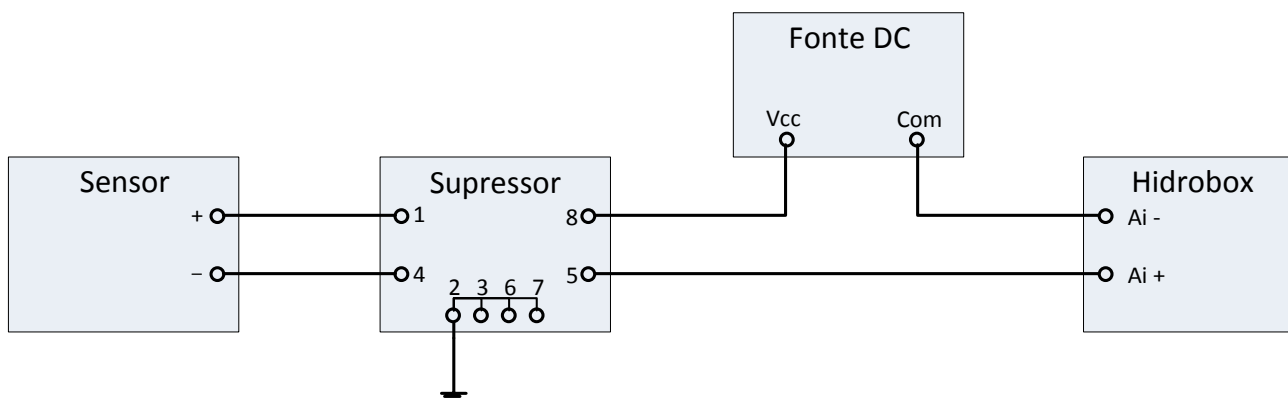 Fonte DC
Vcc Com
Sensor
+
–
Supressor
1 8
4 5
2 3 6 7
Hidrobox
Ai -
Ai +